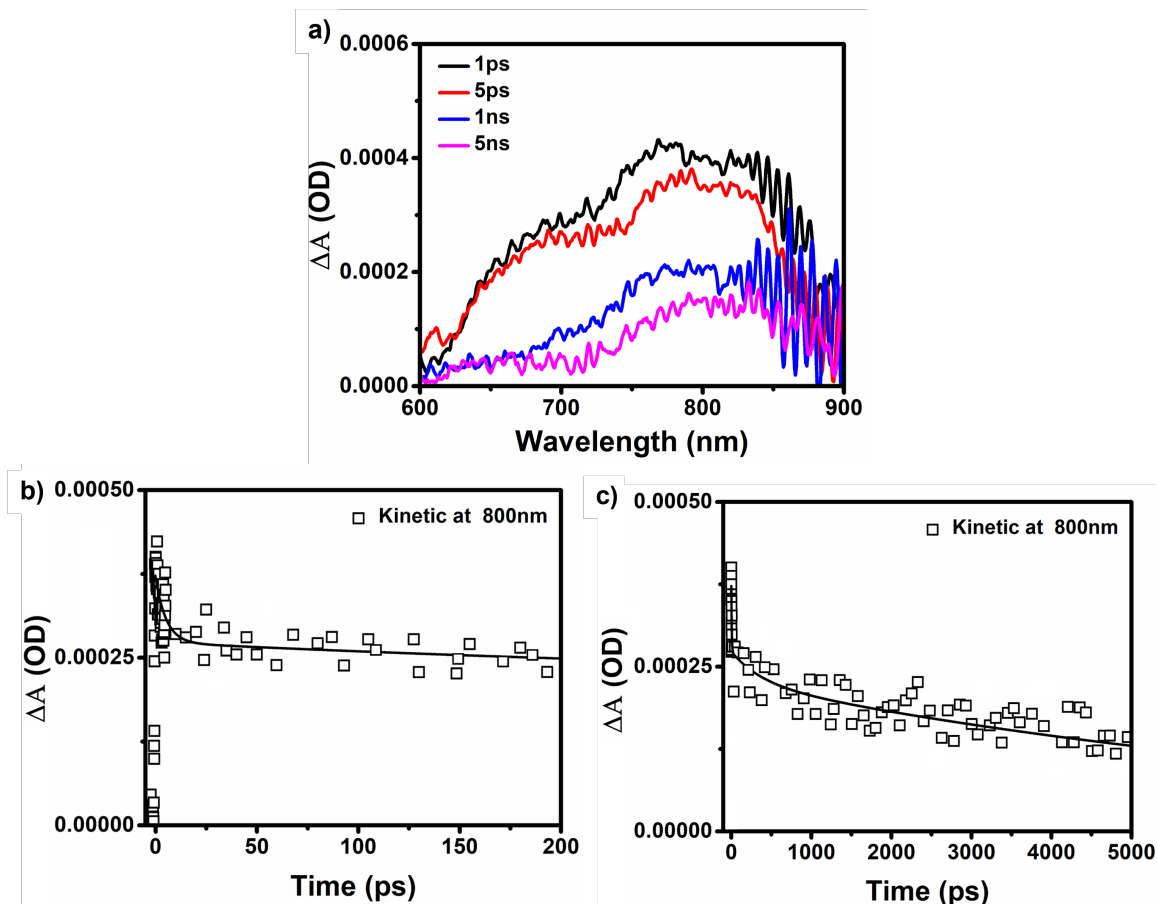 a)
0.0006
0.0004
0.0002
0.0000
ΔA (OD)
1ps
5ps
1ns
5ns
600
700
800
900
Wavelength (nm)
b)
0.00050
0.00025
0.00000
ΔA (OD)
Kinetic at 800nm
0
50
100
150
200
Time (ps)
c)
0.00050
0.00025
0.00000
ΔA (OD)
Kinetic at 800nm
0
1000
2000
3000
4000
5000
Time (ps)